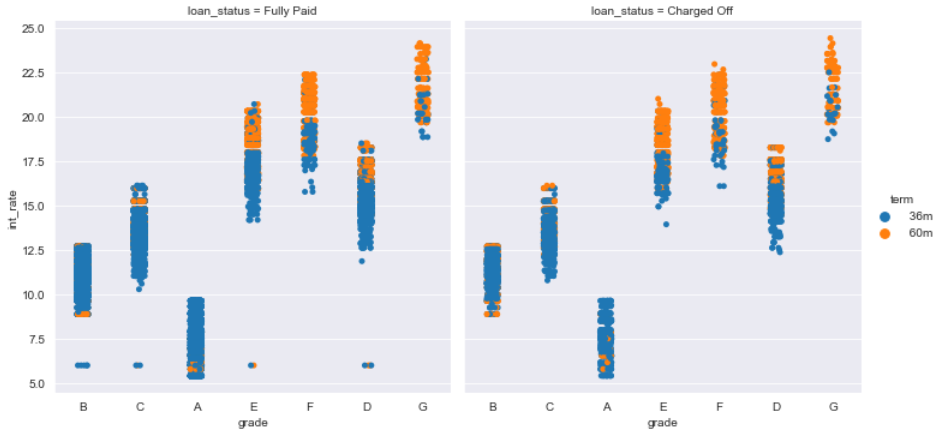 loan_status = Fully Paid
loan_status = Charged Off
25.0
22.5
20.0
17.5
15.0
12.5
10.0
7.5
5.0
int_rate
B C A E F D G
grade
B C A E F D G
grade
term
36m
60m